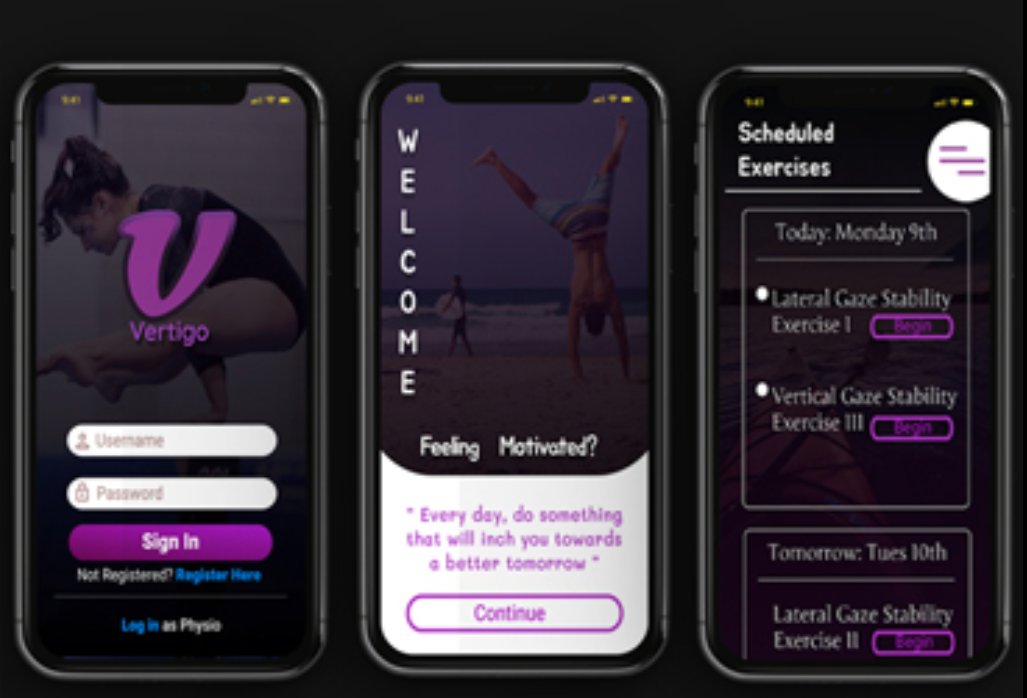 9:41
V
Vertigo
Username
Password
Sign In
Not Registered? Register Here
Log in as Physio
9:41
W
E
L
C
O
M
E
Feeling Motivated?
" Every day, do something
that will inch you towards
a better tomorrow "
Continue
9:41
Scheduled
Exercises
Today: Monday 9th
Lateral Gaze Stability
Exercise I Begin
Vertical Gaze Stability
Exercise III Begin
Tomorrow: Tues 10th
Lateral Gaze Stability
Exercise II Begin